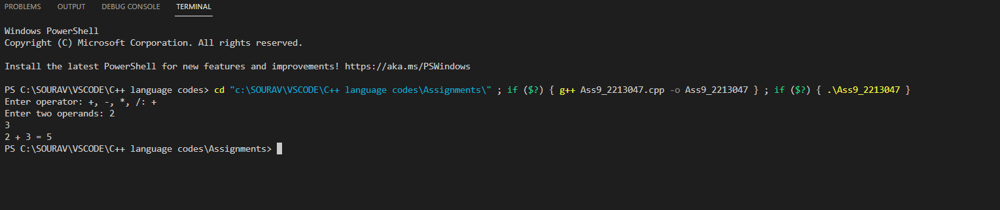 PROBLEMS OUTPUT DEBUG CONSOLE TERMINAL
Windows PowerShell
Copyright (C) Microsoft Corporation. All rights reserved.
Install the latest PowerShell for new features and improvements! https://aka.ms/PSWindows
PS C:\SOURAV\VSCODE\C++ language codes> cd "c:\SOURAV\VSCODE\C++ language codes\Assignments\" ; if ($?) { g++ Ass9_2213047.cpp -o Ass9_2213047 } ; if ($?) { .\Ass9_2213047 }
Enter operator: +, -, *, /: +
Enter two operands: 2
3
2 + 3 = 5
PS C:\SOURAV\VSCODE\C++ language codes\Assignments>